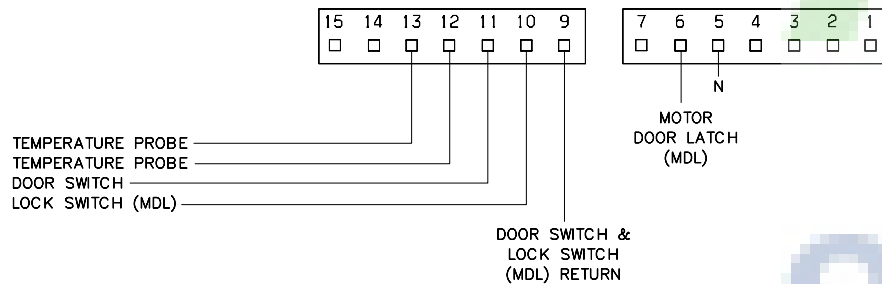 15 14 13 12 11 10 9 7 6 5 4 3 2 1
N
MOTOR
DOOR LATCH
(MDL)
TEMPERATURE PROBE
TEMPERATURE PROBE
DOOR SWITCH
LOCK SWITCH (MDL)
DOOR SWITCH &
LOCK SWITCH
(MDL) RETURN